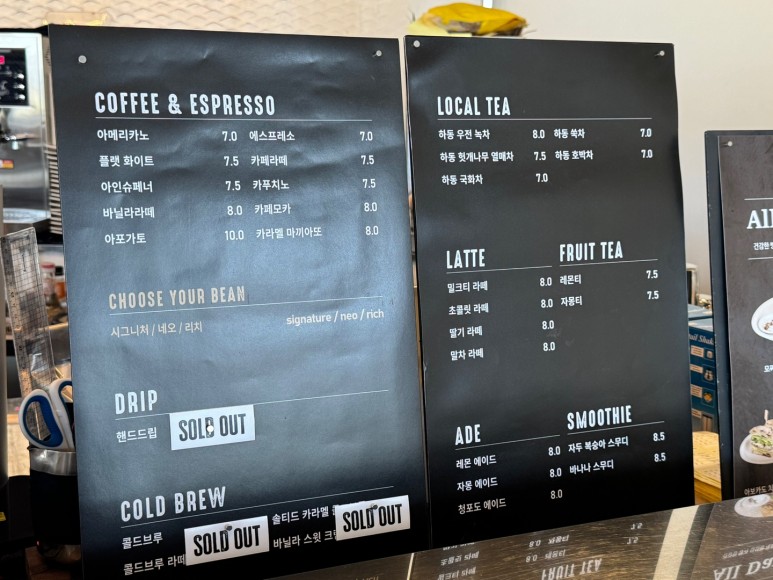 COFFEE & ESPRESSO
아메리카노 7.0 에스프레소 7.0
플랫 화이트 7.5 카페라떼 7.5
아인슈페너 7.5 카푸치노 7.5
바닐라라떼 8.0 카페모카 8.0
아포가토 10.0 카라멜 마끼아또 8.0
CHOOSE YOUR BEAN
시그니처 / 네오 / 리치 signature / neo / rich
DRIP
핸드드립 SOLD OUT
COLD BREW
콜드브루 솔티드 카라멜
SOLD OUT SOLD OUT
콜드브루 라떼 바닐라 스윗
LOCAL TEA
하동 우전 녹차 8.0 하동 쑥차 7.0
하동 헛개나무 열매차 7.5 하동 호박차 7.0
하동 국화차 7.0
LATTE
밀크티 라떼 8.0
초콜릿 라떼 8.0
딸기 라떼 8.0
말차 라떼 8.0
FRUIT TEA
레몬티 7.5
자몽티 7.5
ADE
레몬 에이드 8.0
자몽 에이드 8.0
청포도 에이드 8.0
SMOOTHIE
자두 복숭아 스무디 8.5
바나나 스무디 8.5
All